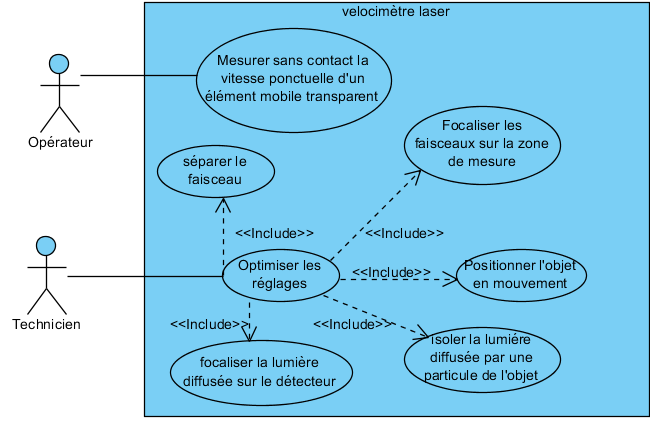 velocimètre laser
Mesurer sans contact la
vitesse ponctuelle d'un
élément mobile transparent
Opérateur
Focaliser les
faisceaux sur la zone
de mesure
séparer le
faisceau
<<Include>>
<<Include>>
Optimiser les
réglages
<<Include>>
Positionner l'objet
en mouvement
Technicien
<<Include>>
<<Include>>
isoler la lumiére
diffusée par une
particule de l'objet
focaliser la lumière
diffusée sur le détecteur